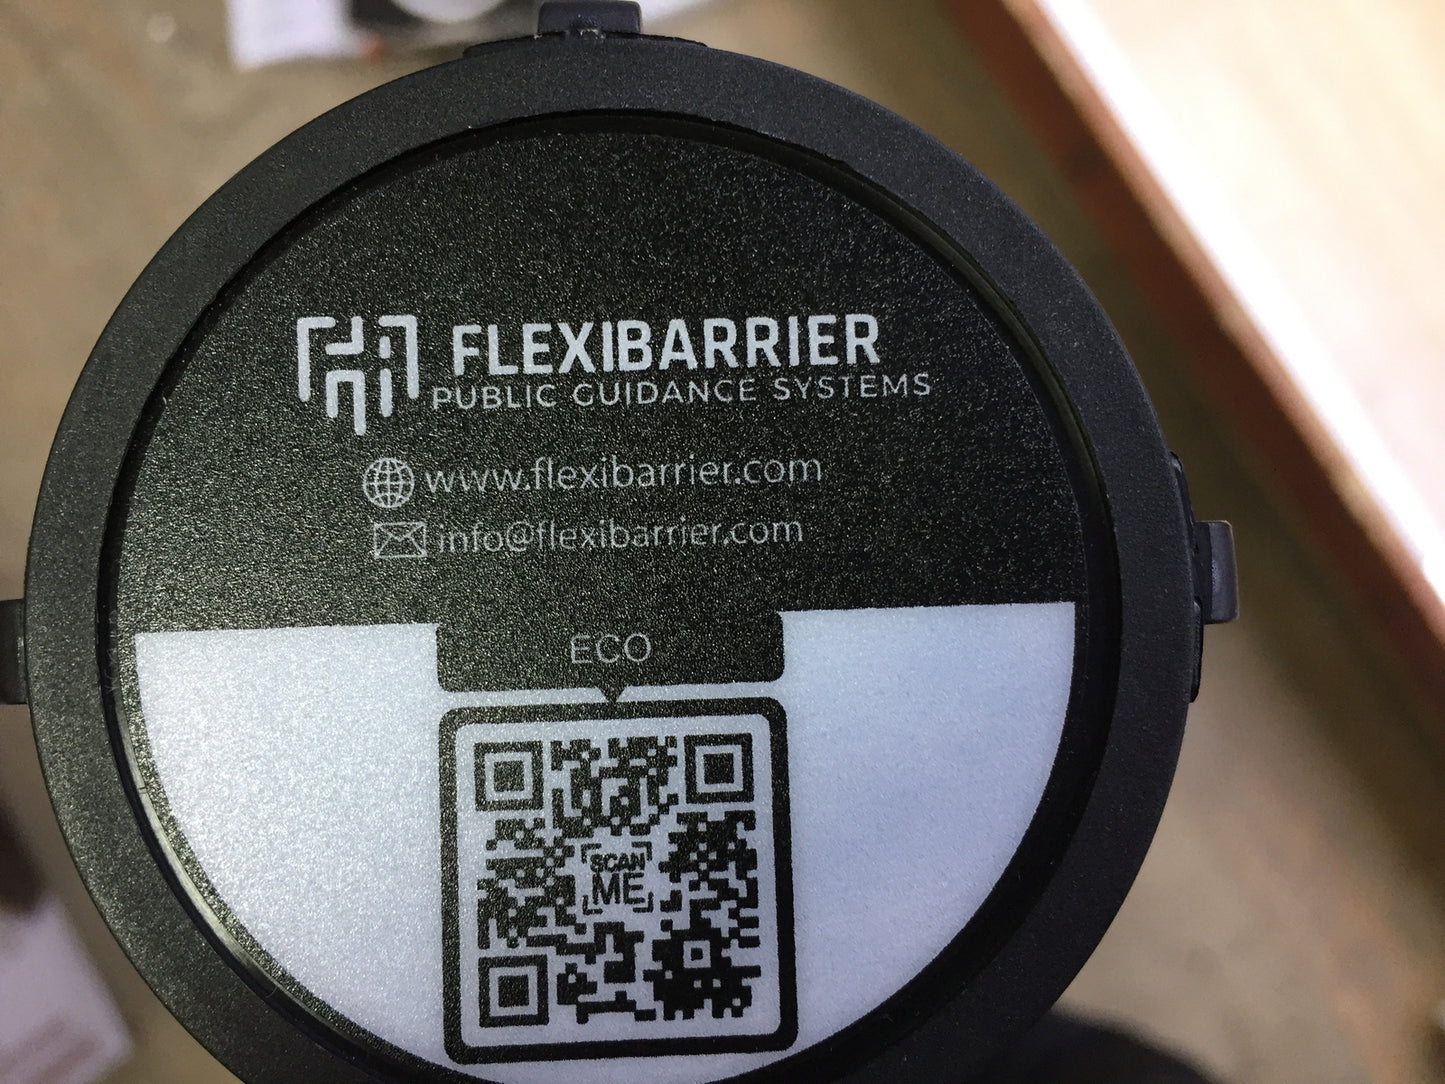 FLEXIBARRIER
PUBLIC GUIDANCE SYSTEMS
www.flexibarrier.com
info@flexibarrier.com
ECO
SCAN
ME